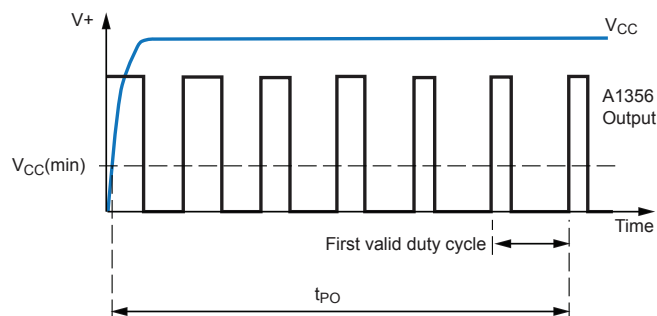 V+
VCC
A1356
Output
VCC(min)
Time
First valid duty cycle
tPO